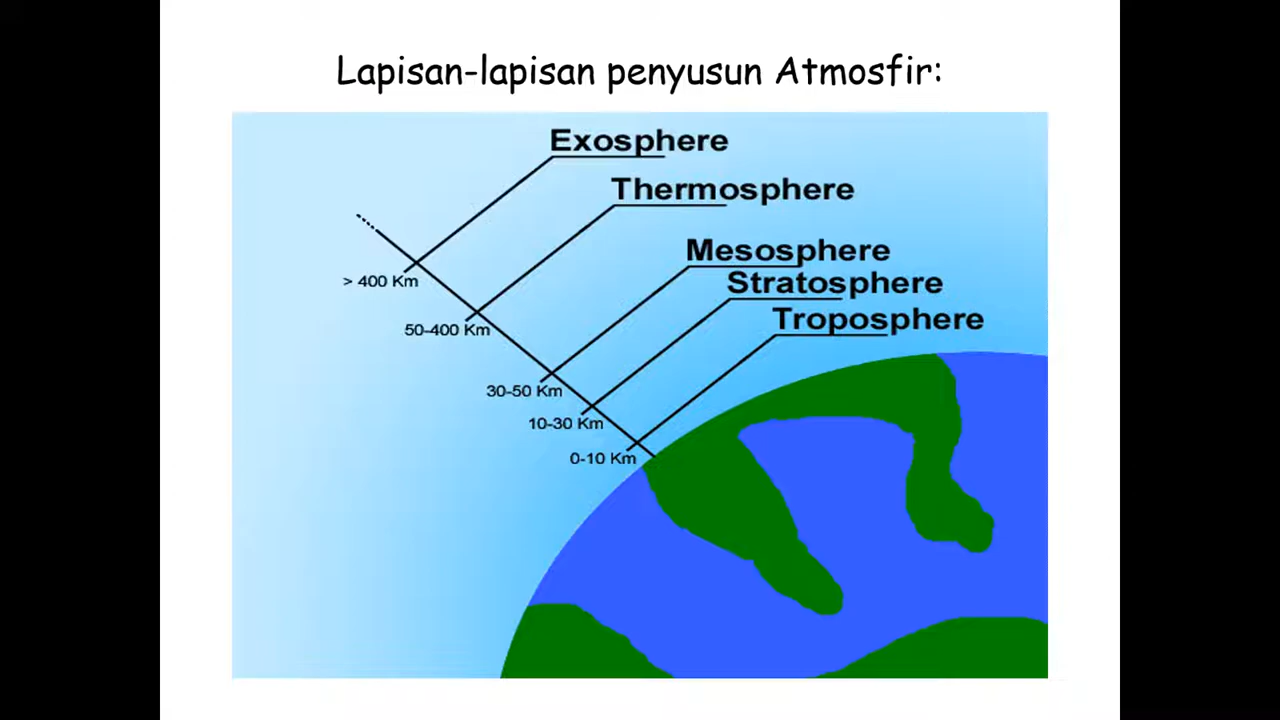 Lapisan-lapisan penyusun Atmosfir:
Exosphere
Thermosphere
Mesosphere
Stratosphere
Troposphere
> 400 Km
50-400 Km
30-50 Km
10-30 Km
0-10 Km